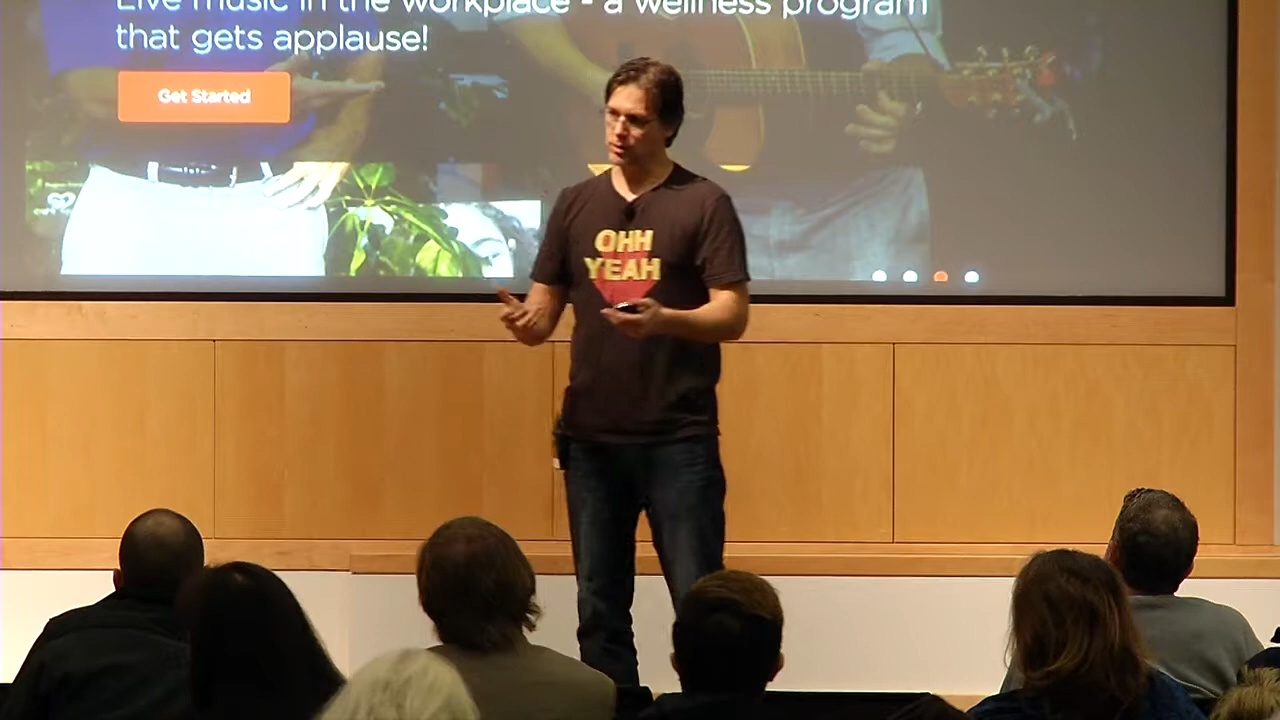 Live music in the workplace - a wellness program
that gets applause!
Get Started
OHH
YEAH